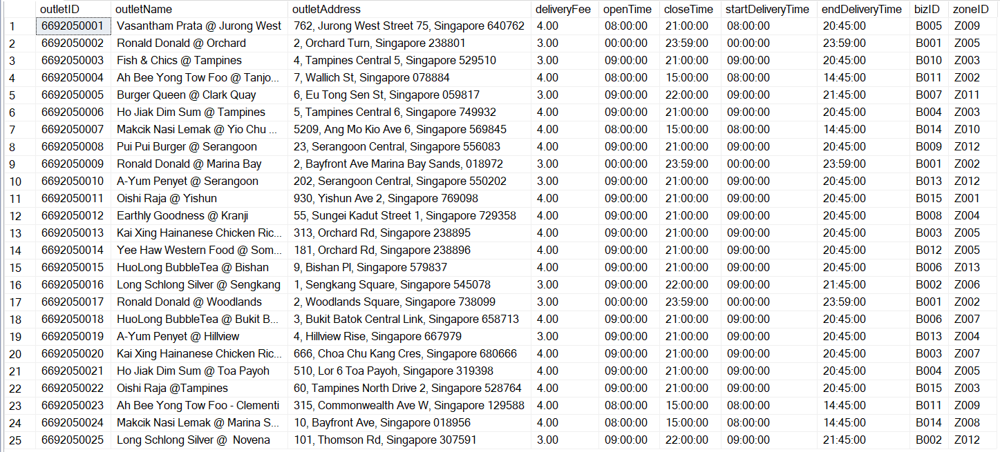 outletID outletName outletAddress deliveryFee openTime closeTime startDeliveryTime endDeliveryTime bizID zoneID
1 6692050001 Vasantham Prata @ Jurong West 762, Jurong West Street 75, Singapore 640762 4.00 08:00:00 21:00:00 08:00:00 20:45:00 B005 Z009
2 6692050002 Ronald Donald @ Orchard 2, Orchard Turn, Singapore 238801 3.00 00:00:00 23:59:00 00:00:00 23:59:00 B001 Z005
3 6692050003 Fish & Chics @ Tampines 4, Tampines Central 5, Singapore 529510 3.00 09:00:00 21:00:00 09:00:00 20:45:00 B010 Z003
4 6692050004 Ah Bee Yong Tow Foo @ Tanjo... 7, Wallich St, Singapore 078884 4.00 08:00:00 15:00:00 08:00:00 14:45:00 B011 Z002
5 6692050005 Burger Queen @ Clark Quay 6, Eu Tong Sen St, Singapore 059817 3.00 09:00:00 22:00:00 09:00:00 21:45:00 B007 Z011
6 6692050006 Ho Jiak Dim Sum @ Tampines 5, Tampines Central 6, Singapore 749932 4.00 09:00:00 21:00:00 09:00:00 20:45:00 B004 Z003
7 6692050007 Makcik Nasi Lemak @ Yio Chu ... 5209, Ang Mo Kio Ave 6, Singapore 569845 4.00 08:00:00 15:00:00 08:00:00 14:45:00 B014 Z010
8 6692050008 Pui Pui Burger @ Serangoon 23, Serangoon Central, Singapore 556083 4.00 09:00:00 21:00:00 09:00:00 20:45:00 B009 Z012
9 6692050009 Ronald Donald @ Marina Bay 2, Bayfront Ave Marina Bay Sands, 018972 3.00 00:00:00 23:59:00 00:00:00 23:59:00 B001 Z002
10 6692050010 A-Yum Penyet @ Serangoon 202, Serangoon Central, Singapore 550202 3.00 09:00:00 21:00:00 09:00:00 20:45:00 B013 Z012
11 6692050011 Oishi Raja @ Yishun 930, Yishun Ave 2, Singapore 769098 4.00 09:00:00 21:00:00 09:00:00 20:45:00 B015 Z001
12 6692050012 Earthly Goodness @ Kranji 55, Sungei Kadut Street 1, Singapore 729358 4.00 09:00:00 21:00:00 09:00:00 20:45:00 B008 Z004
13 6692050013 Kai Xing Hainanese Chicken Ric... 313, Orchard Rd, Singapore 238895 4.00 09:00:00 21:00:00 09:00:00 20:45:00 B003 Z005
14 6692050014 Yee Haw Western Food @ Som... 181, Orchard Rd, Singapore 238896 4.00 09:00:00 21:00:00 09:00:00 20:45:00 B012 Z005
15 6692050015 HuoLong BubbleTea @ Bishan 9, Bishan Pl, Singapore 579837 4.00 09:00:00 21:00:00 09:00:00 20:45:00 B006 Z013
16 6692050016 Long Schlong Silver @ Sengkang 1, Sengkang Square, Singapore 545078 3.00 09:00:00 22:00:00 09:00:00 21:45:00 B002 Z006
17 6692050017 Ronald Donald @ Woodlands 2, Woodlands Square, Singapore 738099 3.00 00:00:00 23:59:00 00:00:00 23:59:00 B001 Z002
18 6692050018 HuoLong BubbleTea @ Bukit B... 3, Bukit Batok Central Link, Singapore 658713 4.00 09:00:00 21:00:00 09:00:00 20:45:00 B006 Z007
19 6692050019 A-Yum Penyet @ Hillview 4, Hillview Rise, Singapore 667979 3.00 09:00:00 21:00:00 09:00:00 20:45:00 B013 Z004
20 6692050020 Kai Xing Hainanese Chicken Ric... 666, Choa Chu Kang Cres, Singapore 680666 4.00 09:00:00 21:00:00 09:00:00 20:45:00 B003 Z007
21 6692050021 Ho Jiak Dim Sum @ Toa Payoh 510, Lor 6 Toa Payoh, Singapore 319398 4.00 09:00:00 21:00:00 09:00:00 20:45:00 B004 Z005
22 6692050022 Oishi Raja @Tampines 60, Tampines North Drive 2, Singapore 528764 4.00 09:00:00 21:00:00 09:00:00 20:45:00 B015 Z003
23 6692050023 Ah Bee Yong Tow Foo - Clementi 315, Commonwealth Ave W, Singapore 129588 4.00 08:00:00 15:00:00 08:00:00 14:45:00 B011 Z009
24 6692050024 Makcik Nasi Lemak @ Marina S... 10, Bayfront Ave, Singapore 018956 4.00 08:00:00 15:00:00 08:00:00 14:45:00 B014 Z008
25 6692050025 Long Schlong Silver @ Novena 101, Thomson Rd, Singapore 307591 3.00 09:00:00 22:00:00 09:00:00 21:45:00 B002 Z012